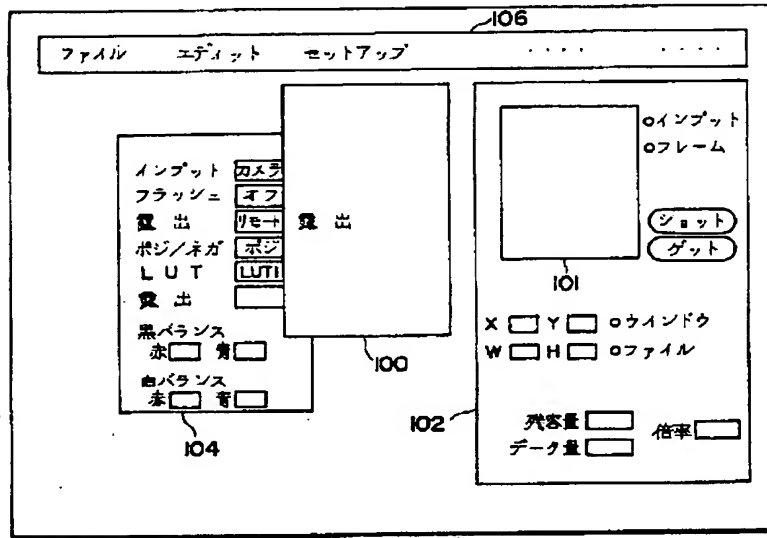 106
ファイル エディット セットアップ ・・・・ ・・・・
インプット カメラ
フラッシュ オフ
露出 リモート
ポジ/ネガ ポジ
LUT LUT1
露出
黒バランス
赤 青
白バランス
赤 青
104
露出
100
インプット
フレーム
ショット
ゲット
101
X Y ウインドウ
W H ファイル
残容量
データ量
倍率
102